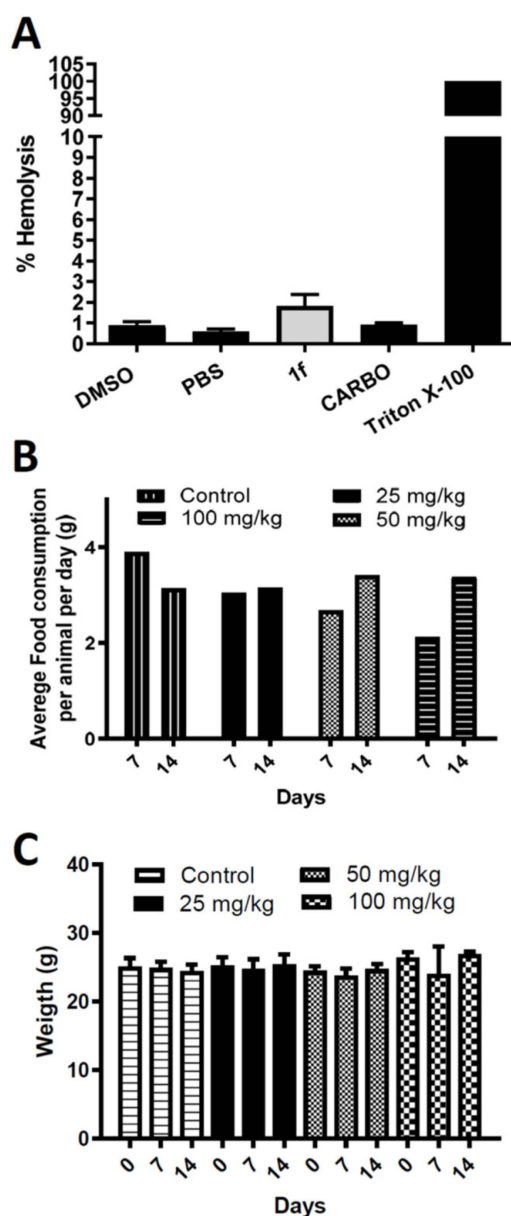 A
105
100
95
90
10
9
8
7
6
5
4
3
2
1
0
% Hemolysis
DMSO
PBS
1f
CARBO
Triton X-100
B
Control
25 mg/kg
100 mg/kg
50 mg/kg
4
2
0
Averege Food consumption
per animal per day (g)
7 14 7 14 7 14 7 14
Days
C
Control
50 mg/kg
25 mg/kg
100 mg/kg
40
30
20
10
0
Weigth (g)
0 7 14 0 7 14 0 7 14 0 7 14
Days